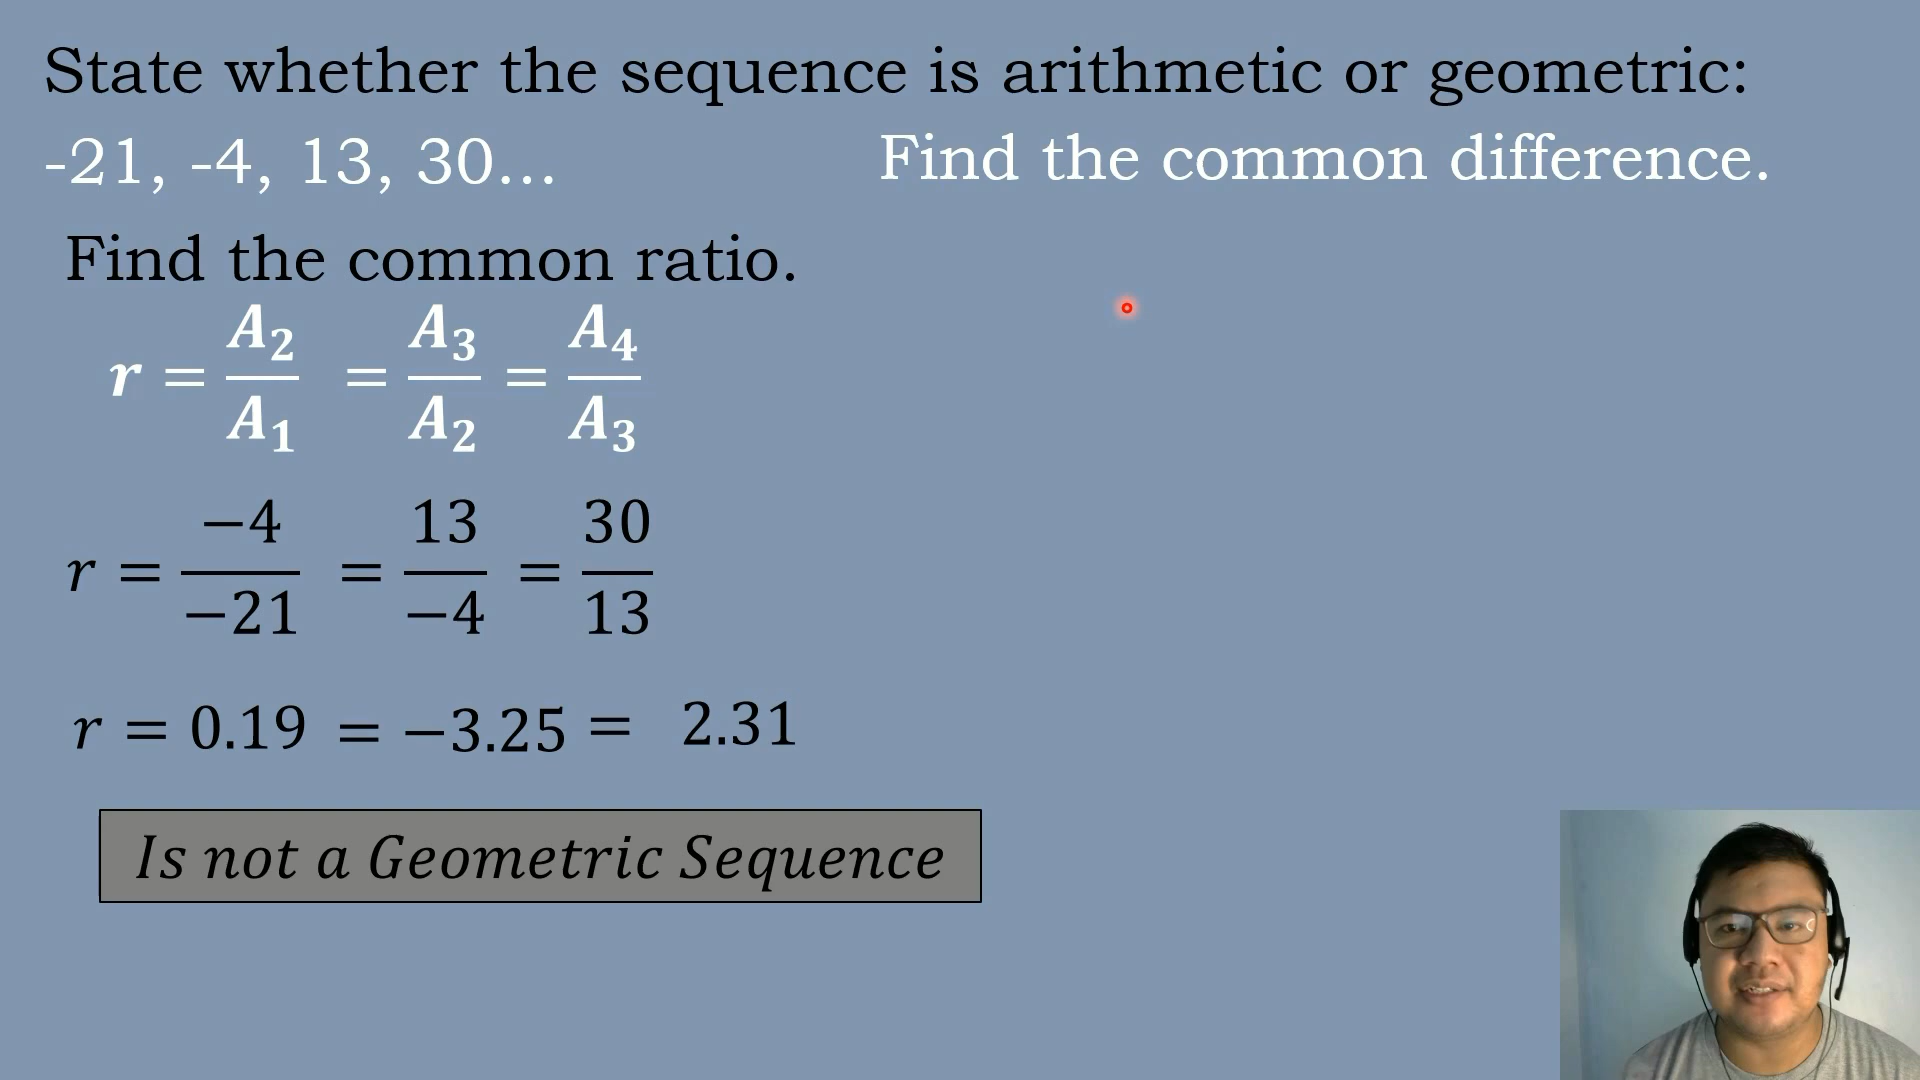 State whether the sequence is arithmetic or geometric:
-21, -4, 13, 30...
Find the common difference.
Find the common ratio.
r = A₂/A₁ = A₃/A₂ = A₄/A₃
r = −4/−21 = 13/−4 = 30/13
r = 0.19 = −3.25 = 2.31
Is not a Geometric Sequence